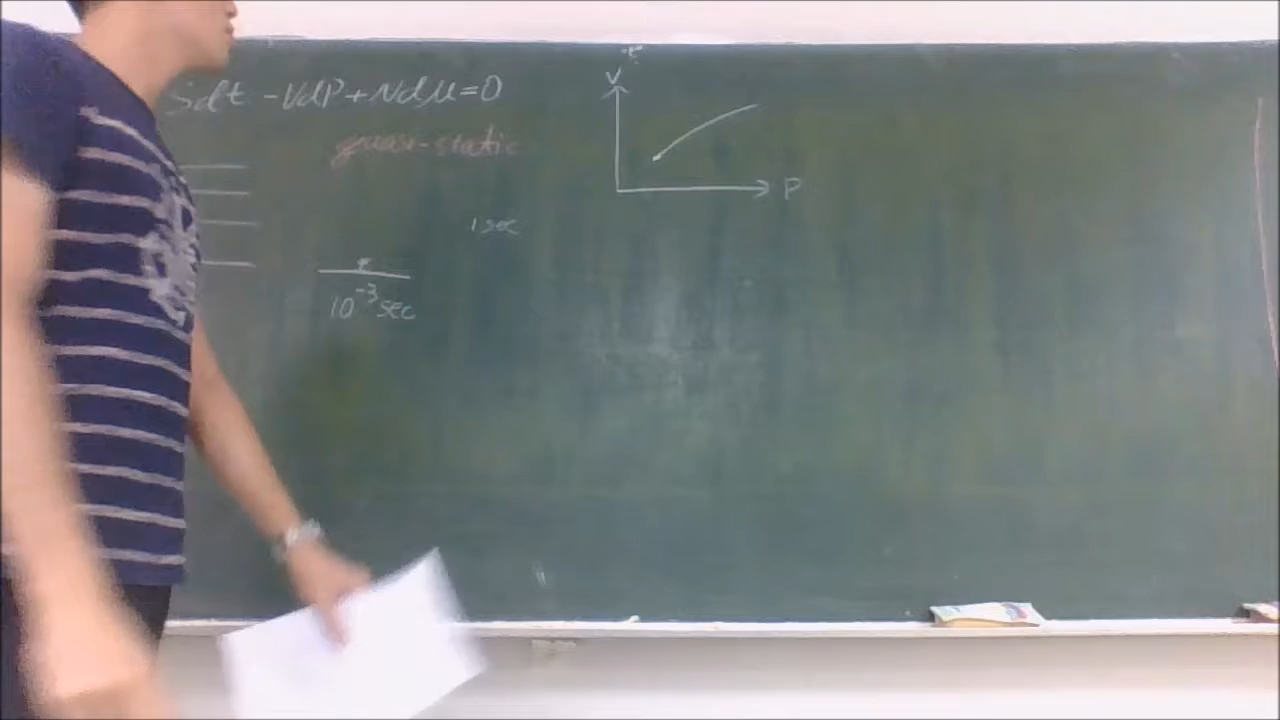 Sdt - VdP + Ndμ = 0
quasi-static
V
P
1 sec
10⁻³ sec